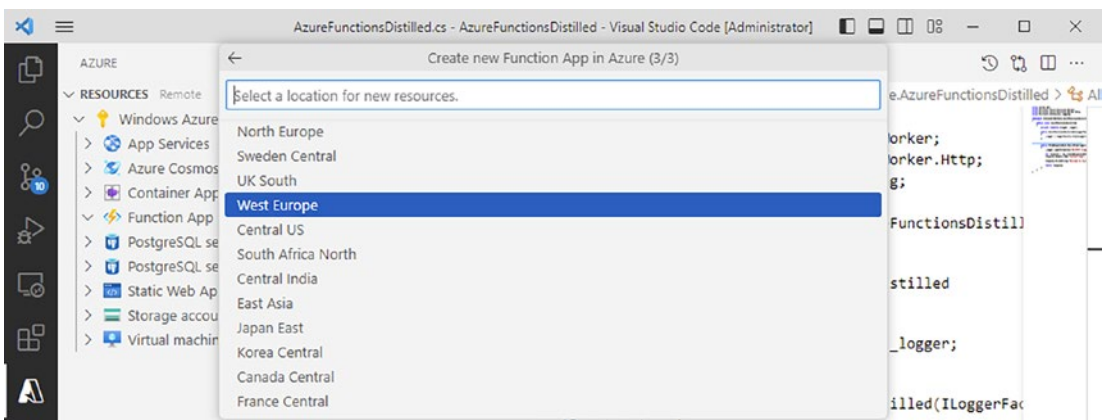 AzureFunctionsDistilled.cs - AzureFunctionsDistilled - Visual Studio Code [Administrator]
AZURE
Create new Function App in Azure (3/3)
RESOURCES Remote
Select a location for new resources.
e.AzureFunctionsDistilled > All
Windows Azure
North Europe
orker;
App Services
Sweden Central
orker.Http;
Azure Cosmos
UK South
g;
Container App
West Europe
Function App
Central US
FunctionsDistill
PostgreSQL se
South Africa North
PostgreSQL se
Central India
stilled
Static Web Ap
East Asia
Storage accou
Japan East
Virtual machin
Korea Central
_logger;
Canada Central
France Central
illed(ILoggerFac
10